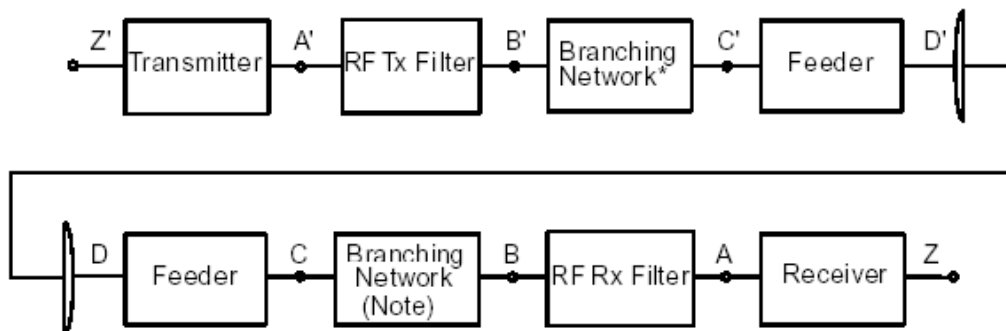 Z' A' B' C' D'
Transmitter RF Tx Filter Branching Network* Feeder
D C B A Z
Feeder Branching Network (Note) RF Rx Filter Receiver